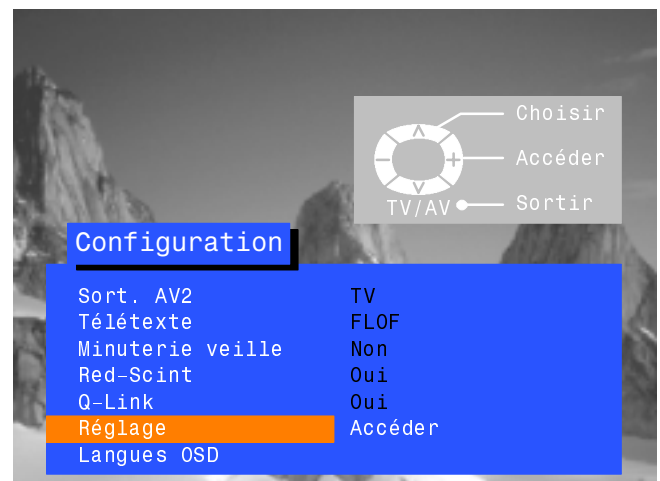 Choisir
Accéder
TV/AV Sortir
Configuration
Sort. AV2 TV
Télétexte FLOF
Minuterie veille Non
Red-Scint Oui
Q-Link Oui
Réglage Accéder
Langues OSD